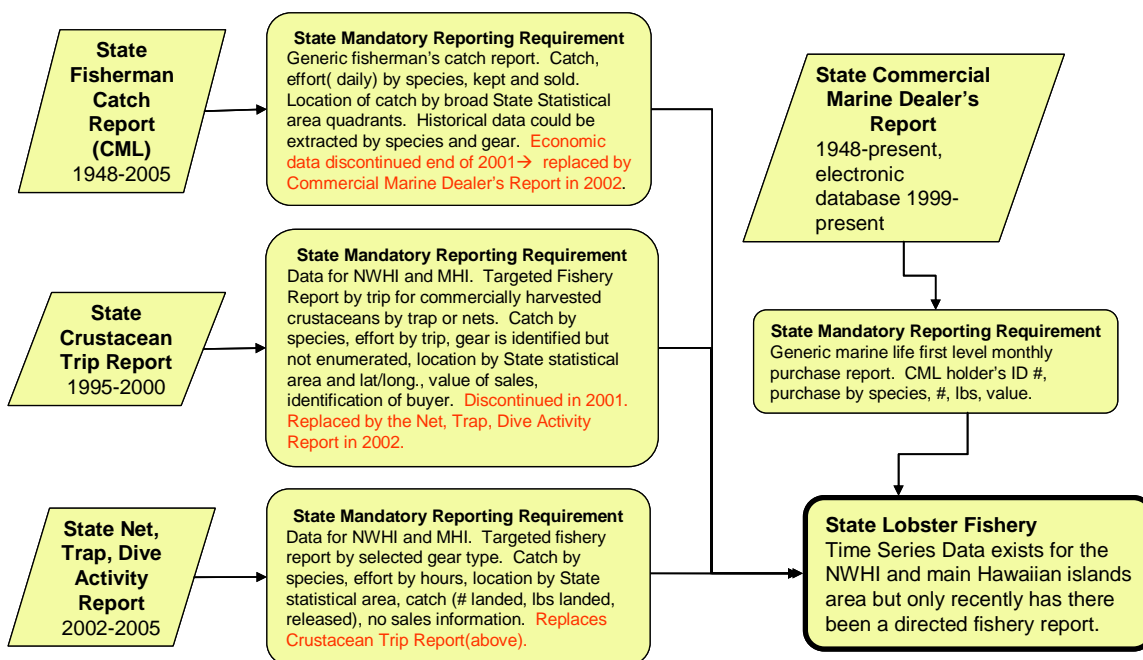 State
Fisherman
Catch
Report
(CML)
1948-2005
State Mandatory Reporting Requirement
Generic fisherman's catch report. Catch,
effort( daily) by species, kept and sold.
Location of catch by broad State Statistical
area quadrants. Historical data could be
extracted by species and gear. Economic
data discontinued end of 2001→ replaced by
Commercial Marine Dealer's Report in 2002.
State Commercial
Marine Dealer's
Report
1948-present,
electronic
database 1999-
present
State
Crustacean
Trip Report
1995-2000
State Mandatory Reporting Requirement
Data for NWHI and MHI. Targeted Fishery
Report by trip for commercially harvested
crustaceans by trap or nets. Catch by
species, effort by trip, gear is identified but
not enumerated, location by State statistical
area and lat/long., value of sales,
identification of buyer. Discontinued in 2001.
Replaced by the Net, Trap, Dive Activity
Report in 2002.
State Mandatory Reporting Requirement
Generic marine life first level monthly
purchase report. CML holder's ID #,
purchase by species, #, lbs, value.
State Net,
Trap, Dive
Activity
Report
2002-2005
State Mandatory Reporting Requirement
Data for NWHI and MHI. Targeted fishery
report by selected gear type. Catch by
species, effort by hours, location by State
statistical area, catch (# landed, lbs landed,
released), no sales information. Replaces
Crustacean Trip Report(above).
State Lobster Fishery
Time Series Data exists for the
NWHI and main Hawaiian islands
area but only recently has there
been a directed fishery report.